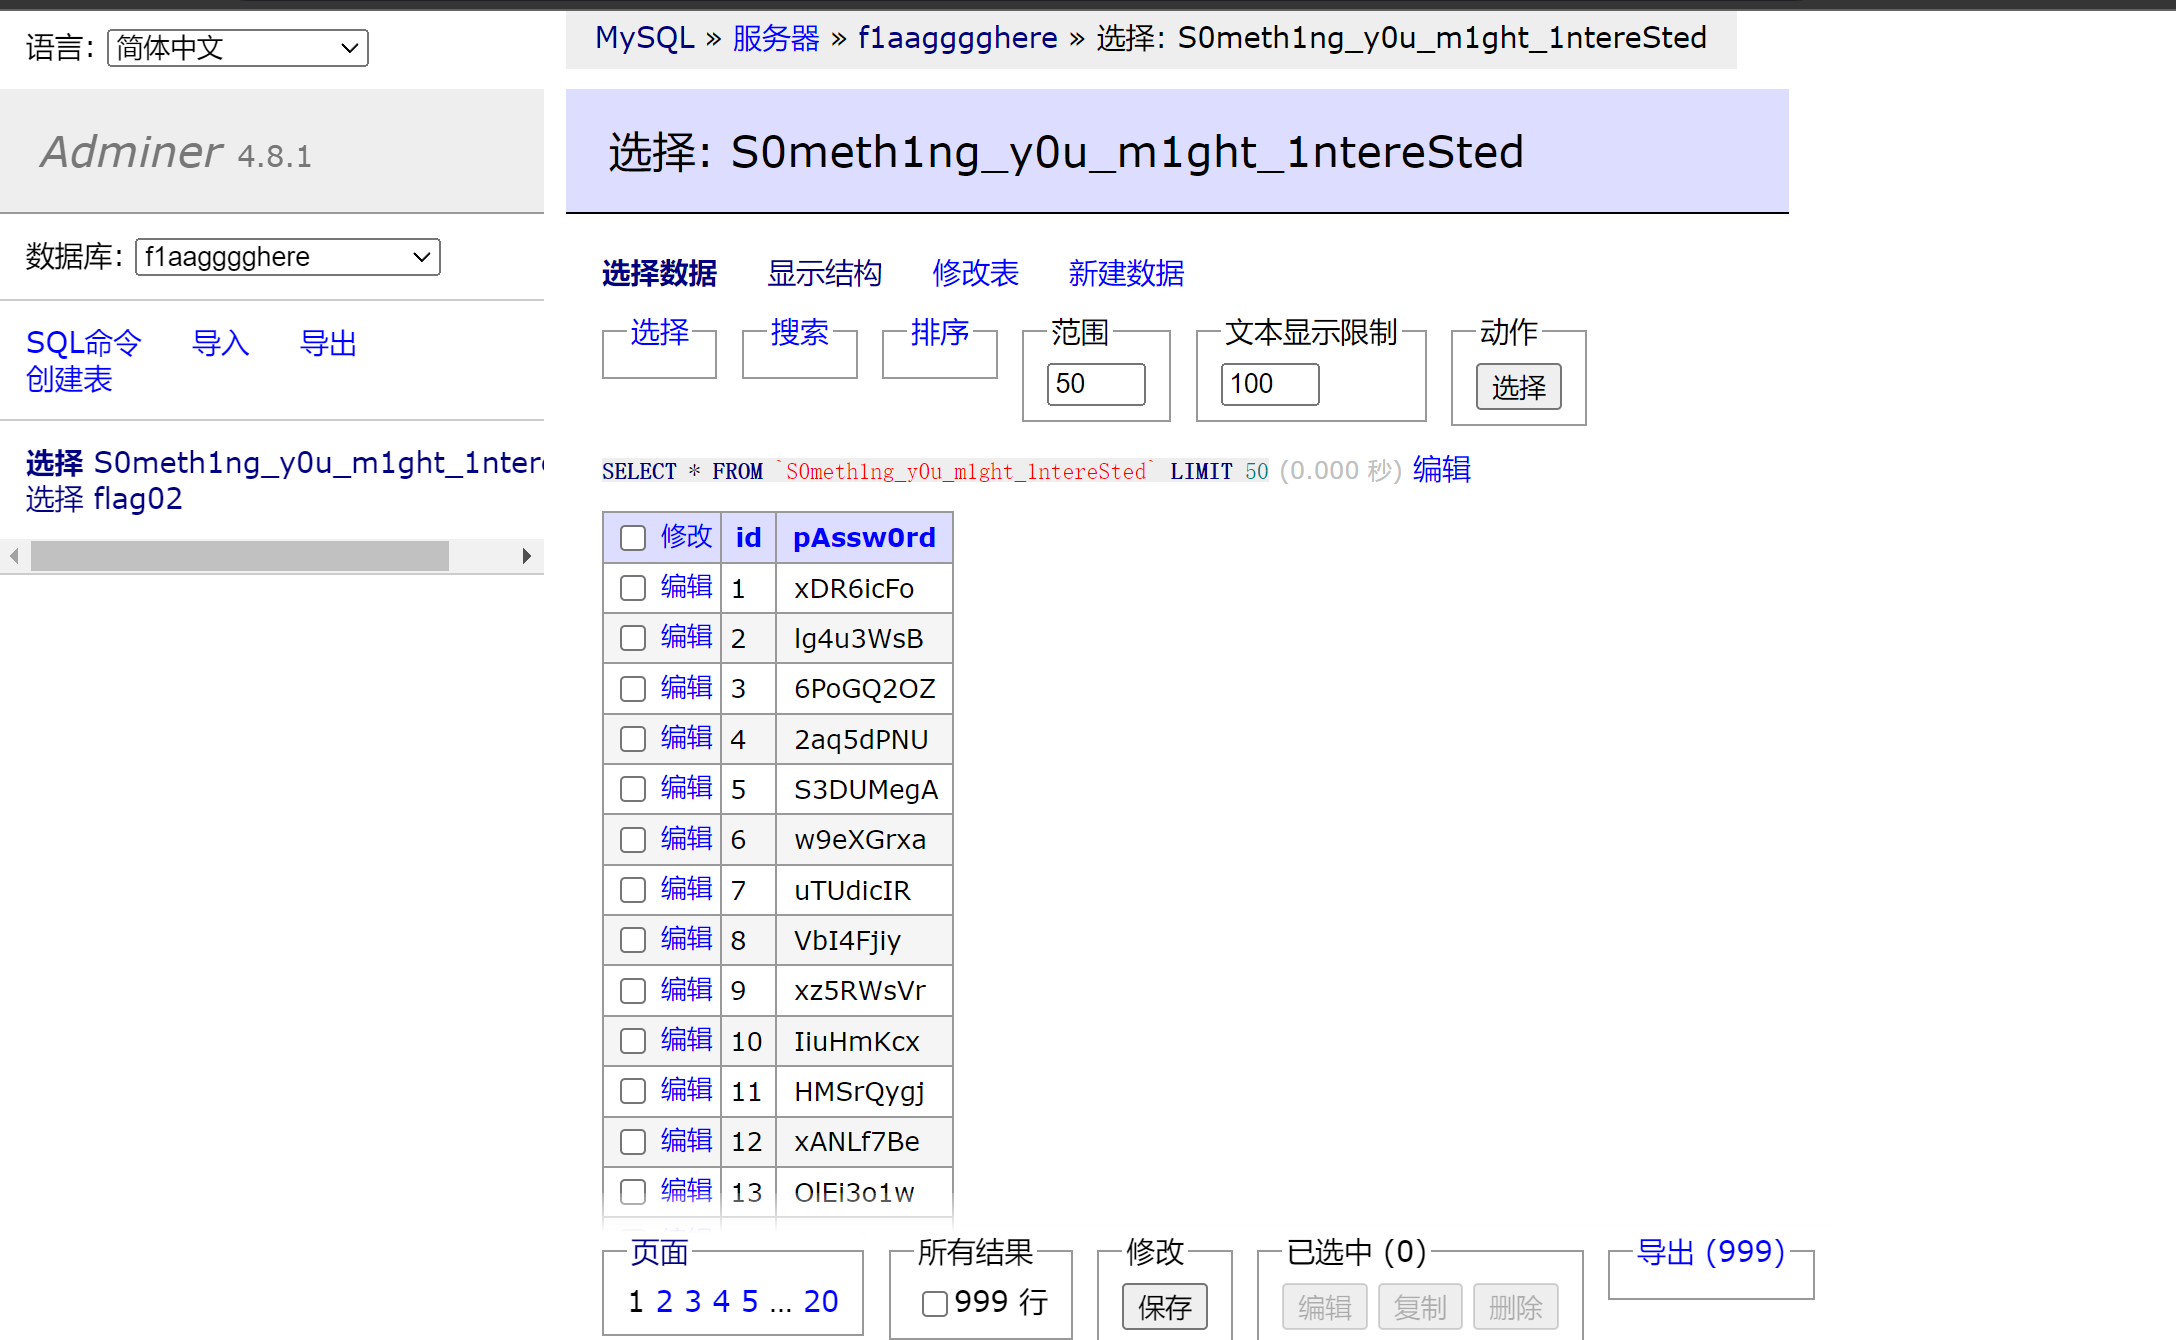 语言: 简体中文
Adminer 4.8.1
数据库: f1aagggghere
SQL命令 导入 导出
创建表
选择 S0meth1ng_y0u_m1ght_1nter
选择 flag02
MySQL » 服务器 » f1aagggghere » 选择: S0meth1ng_y0u_m1ght_1ntereSted
选择: S0meth1ng_y0u_m1ght_1ntereSted
选择数据 显示结构 修改表 新建数据
选择 搜索 排序 范围 文本显示限制 动作
50 100 选择
SELECT * FROM `S0meth1ng_y0u_m1ght_1ntereSted` LIMIT 50 (0.000 秒) 编辑
修改 id pAssw0rd
编辑 1 xDR6icFo
编辑 2 lg4u3WsB
编辑 3 6PoGQ2OZ
编辑 4 2aq5dPNU
编辑 5 S3DUMegA
编辑 6 w9eXGrxa
编辑 7 uTUdicIR
编辑 8 VbI4Fjiy
编辑 9 xz5RWsVr
编辑 10 IiuHmKcx
编辑 11 HMSrQygj
编辑 12 xANLf7Be
编辑 13 OlEi3o1w
页面 所有结果 修改 已选中 (0) 导出 (999)
1 2 3 4 5 ... 20 999 行 保存 编辑 复制 删除